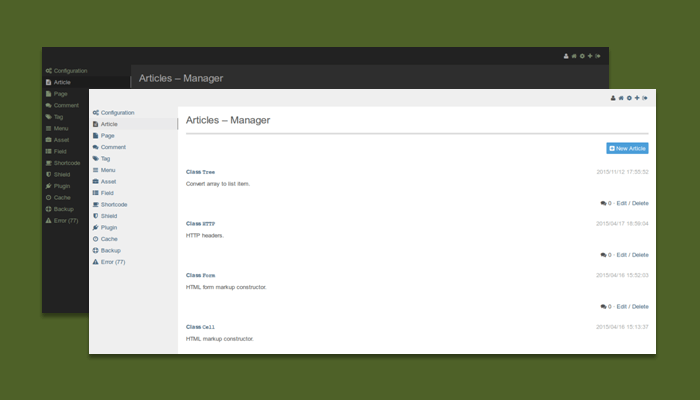 Configuration
Articles – Manager
Article
Page
Comment
Tag
Menu
Asset
Field
Shortcode
Shield
Plugin
Cache
Backup
Error (77)
Configuration
Article
Page
Comment
Tag
Menu
Asset
Field
Shortcode
Shield
Plugin
Cache
Backup
Error (77)
Articles – Manager
New Article
Class Tree 2015/11/12 17:55:32
Convert array to list item.
0 · Edit / Delete
Class HTTP 2015/04/17 18:39:04
HTTP headers.
0 · Edit / Delete
Class Form 2015/04/16 15:52:03
HTML form markup constructor.
0 · Edit / Delete
Class Cell 2015/04/16 15:13:37
HTML markup constructor.